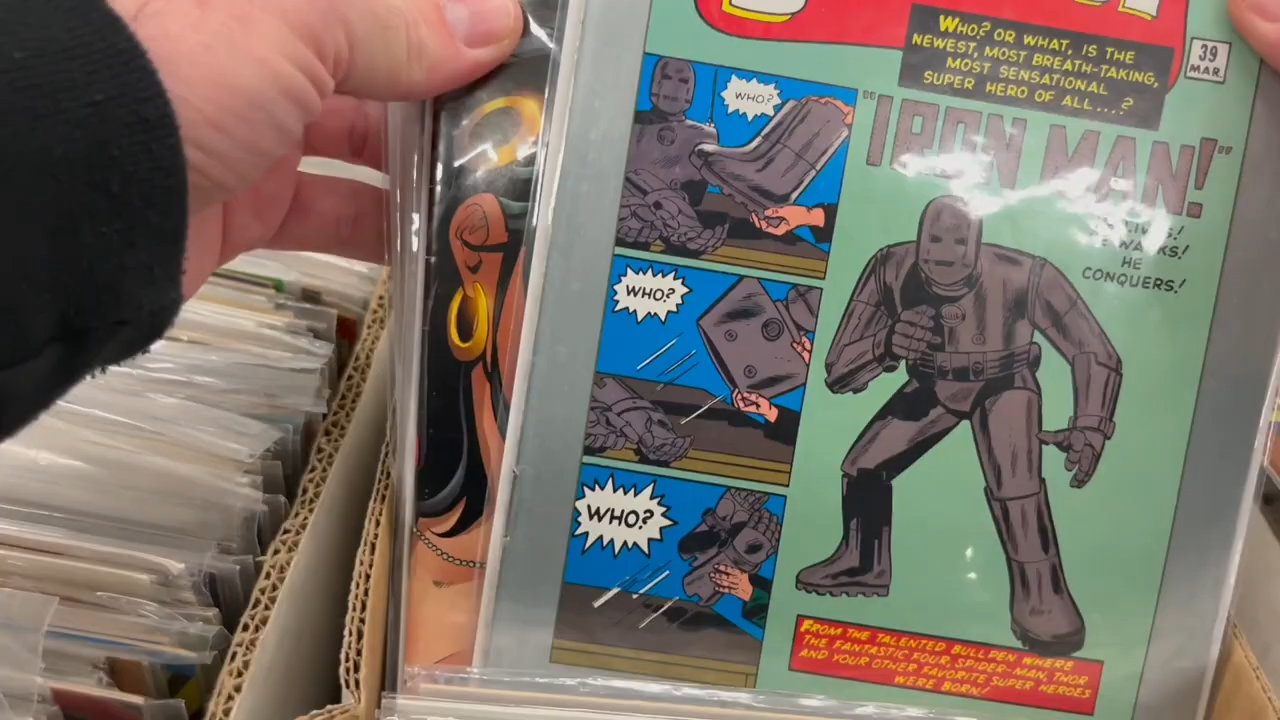 WHO? OR WHAT, IS THE
NEWEST, MOST BREATH-TAKING,
MOST SENSATIONAL
SUPER HERO OF ALL...?
39
MAR.
"IRON MAN!"
WALKS!
HE
CONQUERS!
WHO?
WHO?
WHO?
FROM THE TALENTED BULLPEN WHERE
THE FANTASTIC FOUR, SPIDER-MAN, THOR
AND YOUR OTHER FAVORITE SUPER HEROES
WERE BORN!